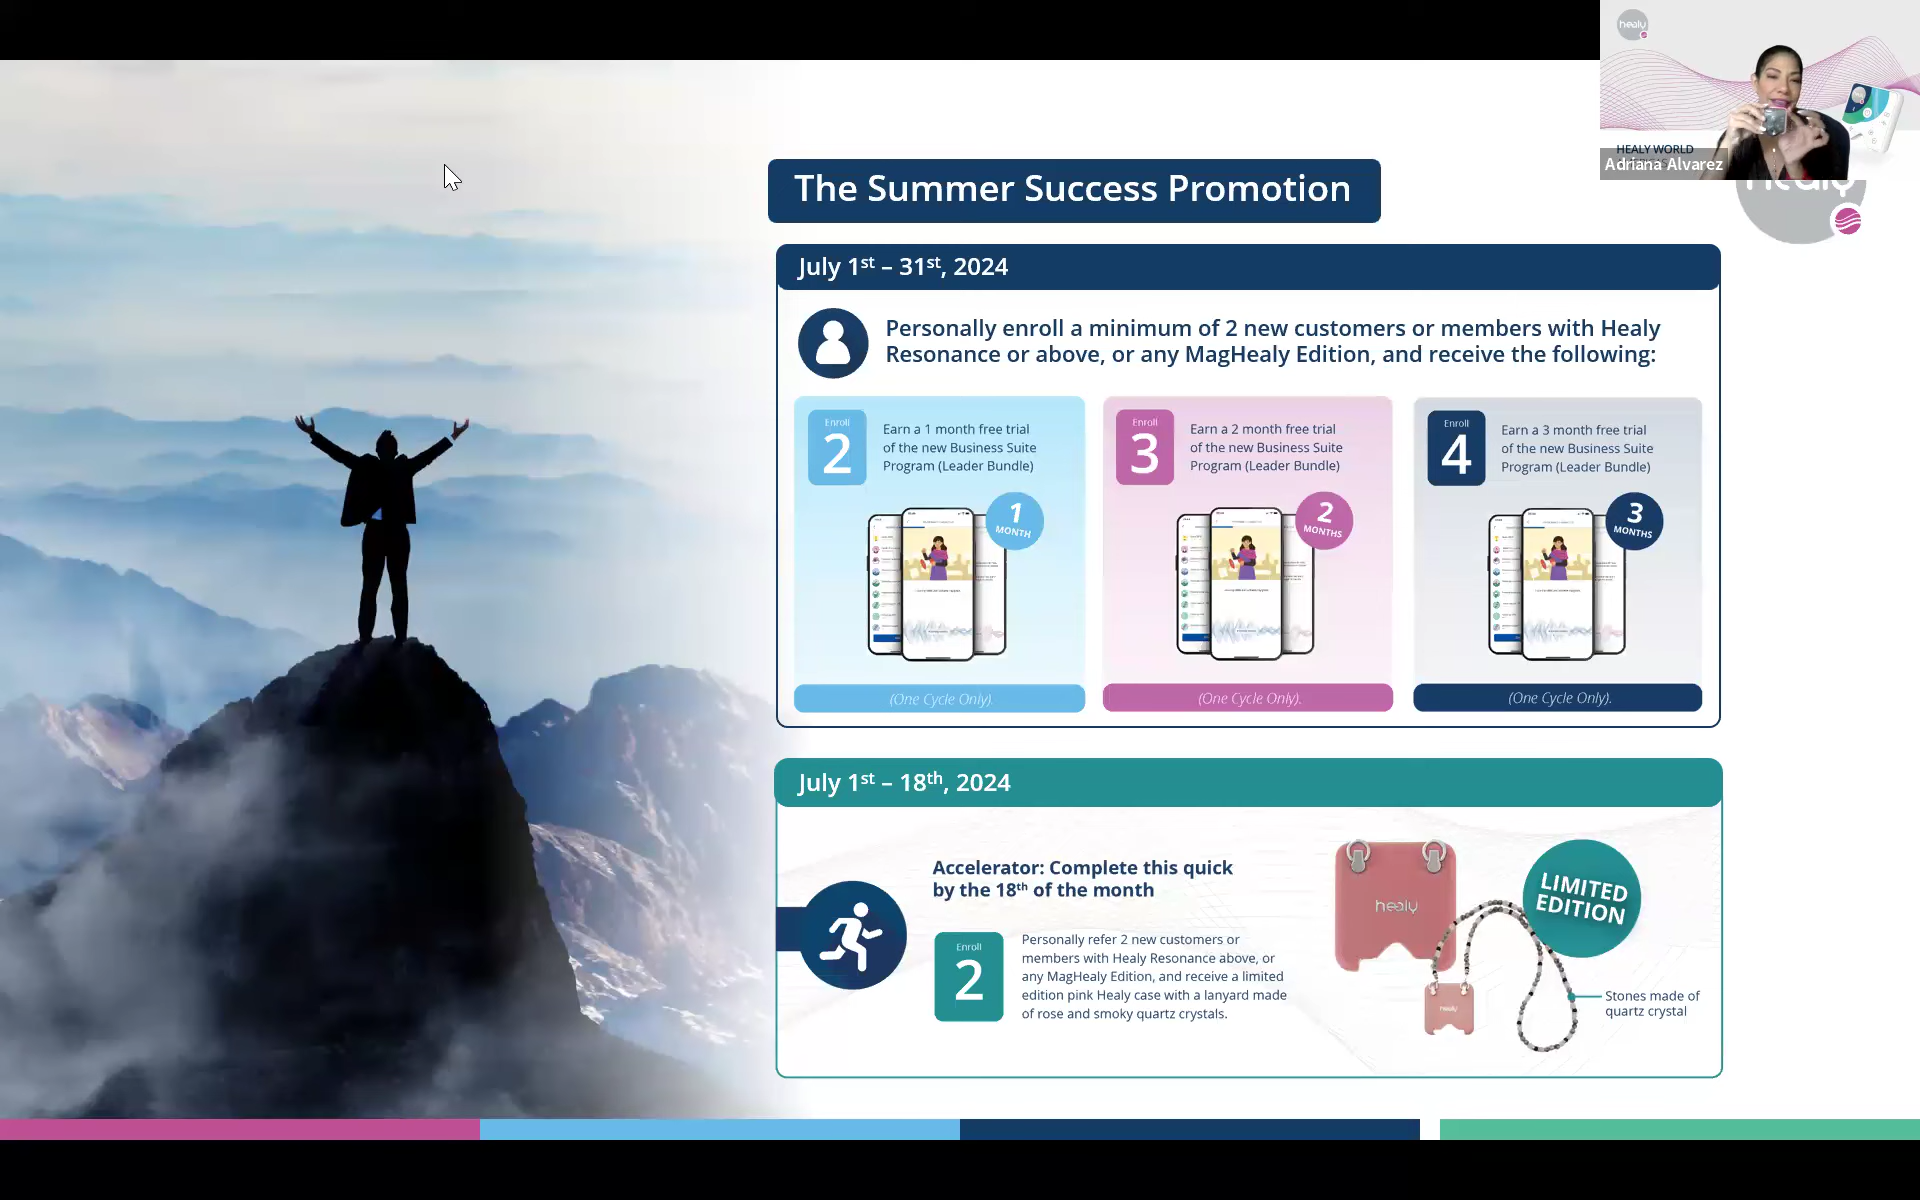 healy
HEALY WORLD
Adriana Alvarez
healy
The Summer Success Promotion
July 1st – 31st, 2024
Personally enroll a minimum of 2 new customers or members with Healy
Resonance or above, or any MagHealy Edition, and receive the following:
Enroll
2
Earn a 1 month free trial
of the new Business Suite
Program (Leader Bundle)
1
MONTH
(One Cycle Only).
Enroll
3
Earn a 2 month free trial
of the new Business Suite
Program (Leader Bundle)
2
MONTHS
(One Cycle Only).
Enroll
4
Earn a 3 month free trial
of the new Business Suite
Program (Leader Bundle)
3
MONTHS
(One Cycle Only).
July 1st – 18th, 2024
Accelerator: Complete this quick
by the 18th of the month
Enroll
2
Personally refer 2 new customers or
members with Healy Resonance above, or
any MagHealy Edition, and receive a limited
edition pink Healy case with a lanyard made
of rose and smoky quartz crystals.
healy
healy
LIMITED
EDITION
Stones made of
quartz crystal